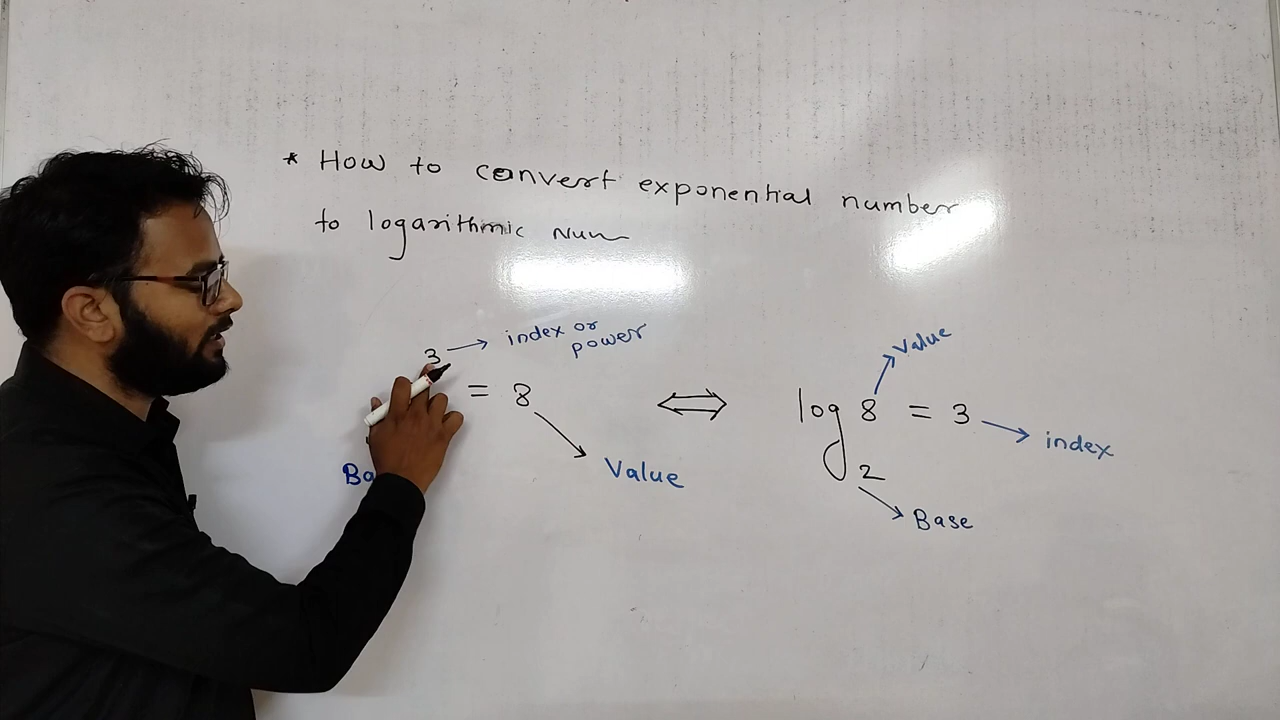 * How to convert exponential number
to logarithmic Num
3 → index or
power
= 8
Value
Ba
⇔
Value
log 8 = 3
2
index
Base